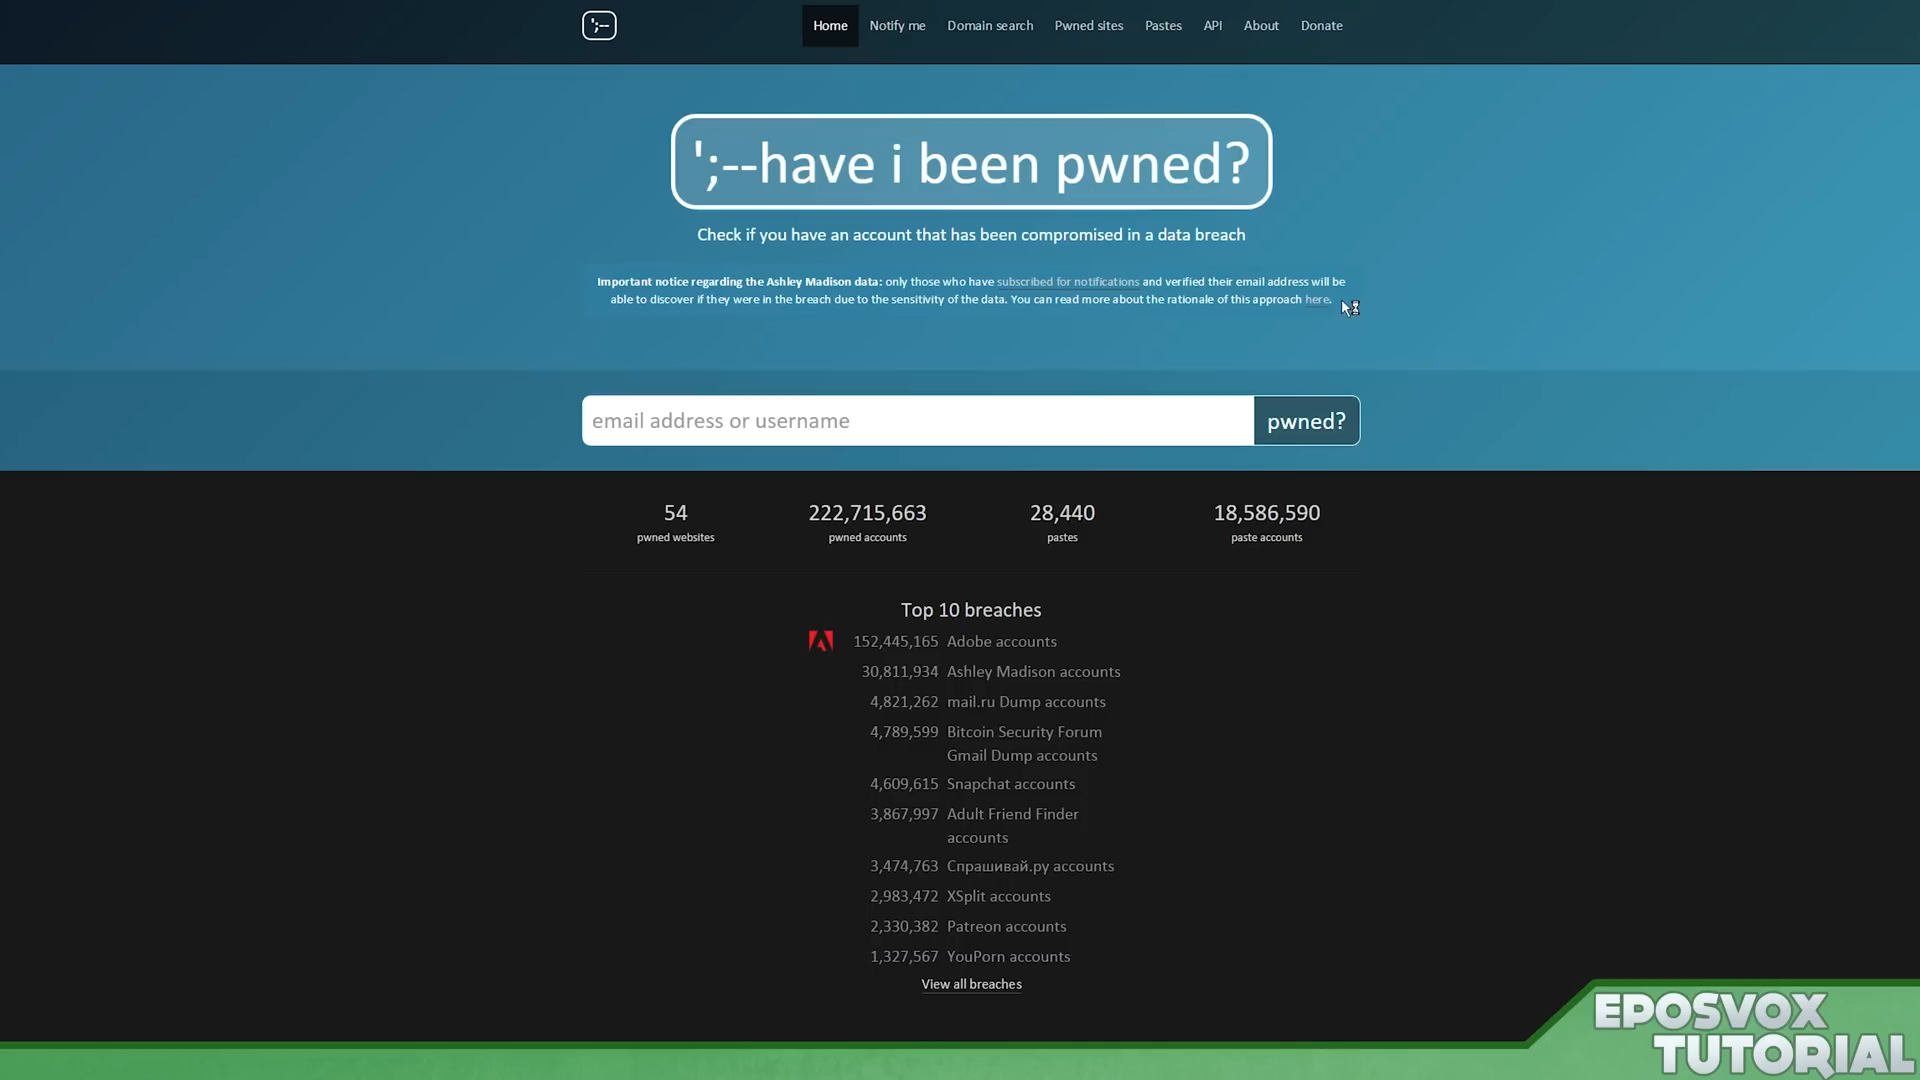 ';--
Home Notify me Domain search Pwned sites Pastes API About Donate
';--have i been pwned?
Check if you have an account that has been compromised in a data breach
Important notice regarding the Ashley Madison data: only those who have subscribed for notifications and verified their email address will be
able to discover if they were in the breach due to the sensitivity of the data. You can read more about the rationale of this approach here.
email address or username pwned?
54 222,715,663 28,440 18,586,590
pwned websites pwned accounts pastes paste accounts
Top 10 breaches
152,445,165 Adobe accounts
30,811,934 Ashley Madison accounts
4,821,262 mail.ru Dump accounts
4,789,599 Bitcoin Security Forum
Gmail Dump accounts
4,609,615 Snapchat accounts
3,867,997 Adult Friend Finder
accounts
3,474,763 Спрашивай.ру accounts
2,983,472 XSplit accounts
2,330,382 Patreon accounts
1,327,567 YouPorn accounts
View all breaches
EPOSVOX
TUTORIAL